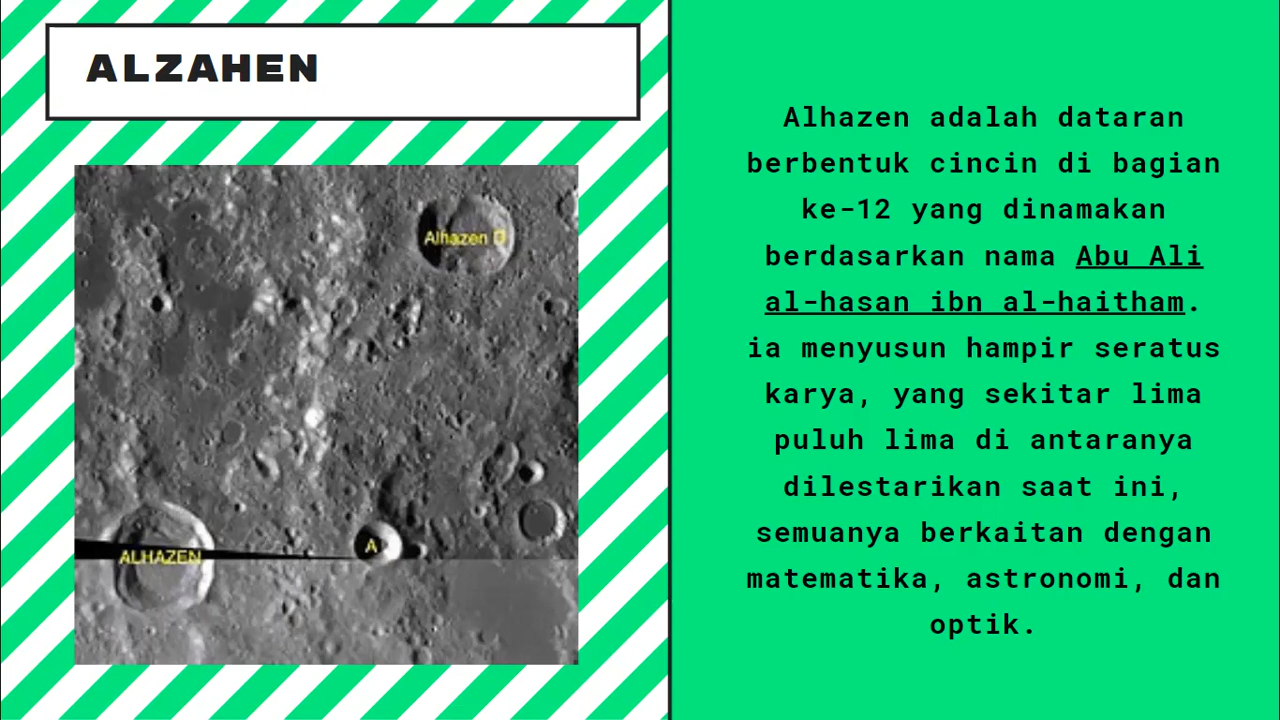 ALZAHEN
Alhazen D
ALHAZEN
A
Alhazen adalah dataran
berbentuk cincin di bagian
ke-12 yang dinamakan
berdasarkan nama Abu Ali
al-hasan ibn al-haitham.
ia menyusun hampir seratus
karya, yang sekitar lima
puluh lima di antaranya
dilestarikan saat ini,
semuanya berkaitan dengan
matematika, astronomi, dan
optik.